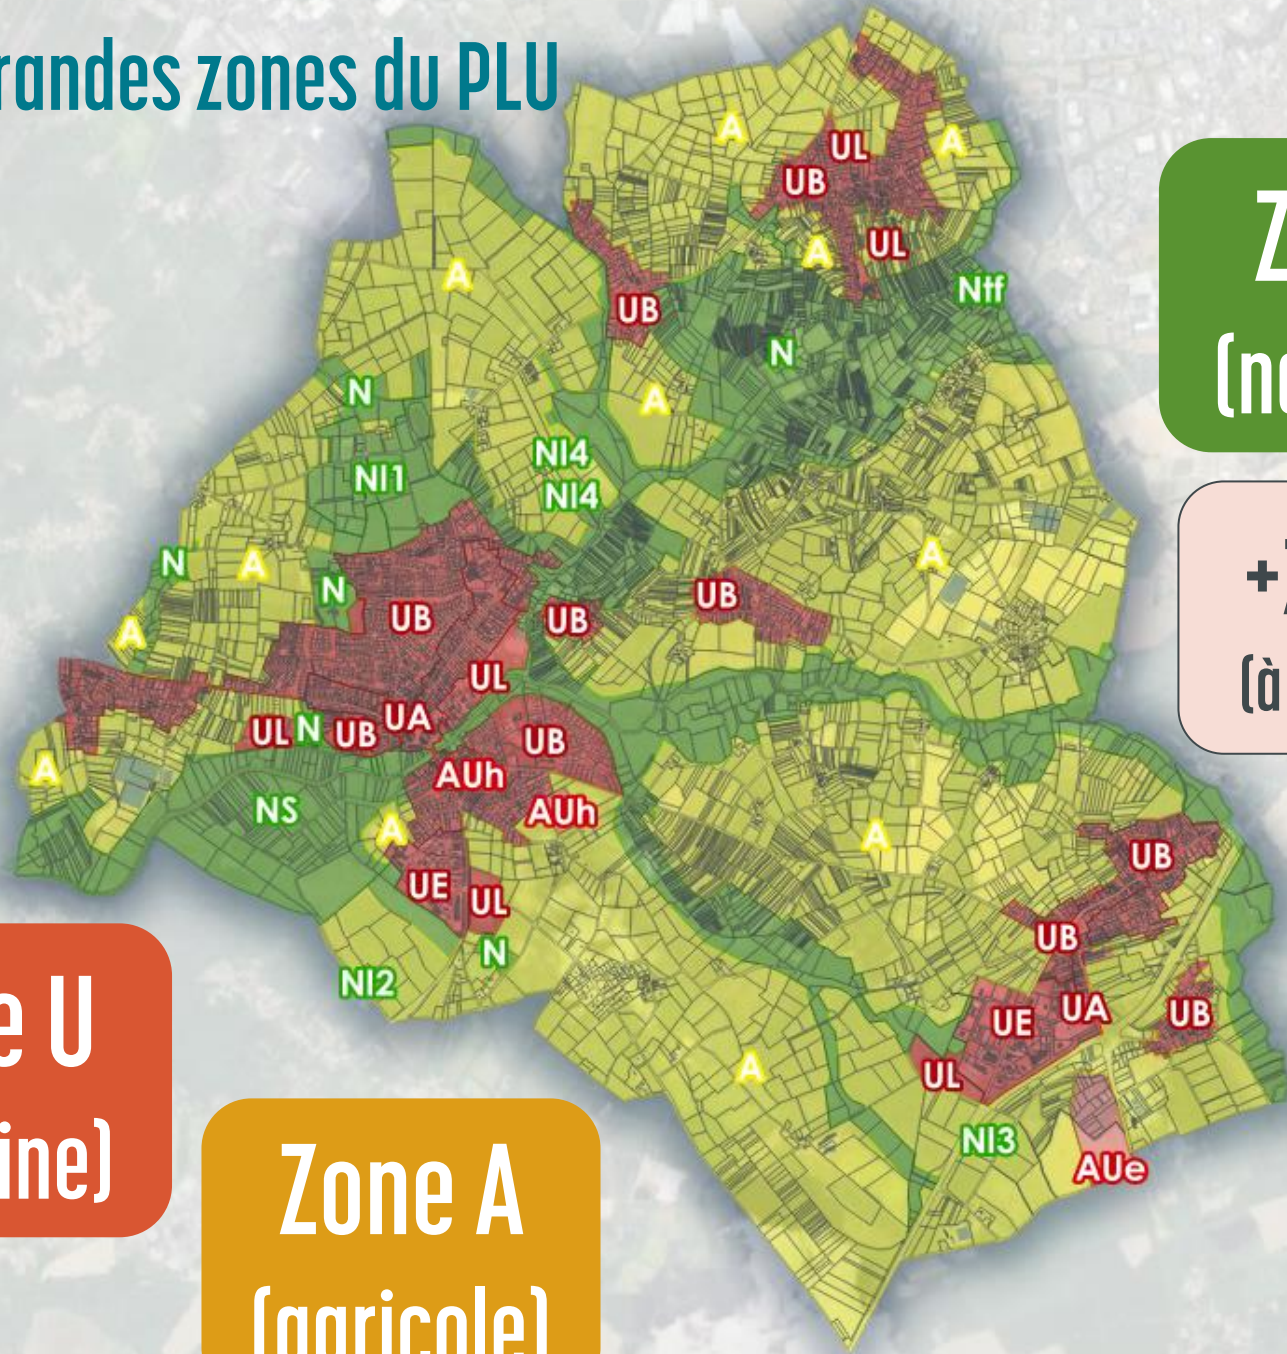 randes zones du PLU
A
UL
A
UB
A
UL
A
Ntf
UB
N
N
A
NI4
NI1
NI4
N
A
N
A
UB
UB
UB
A
UL
UL
N
UB
UA
UB
A
AUh
NS
AUh
A
A
UB
UE
UL
UB
N
NI2
UE
UA
UB
A
UL
NI3
AUe
Z
(n
+
(à
e U
ine)
Zone A
(agricole)